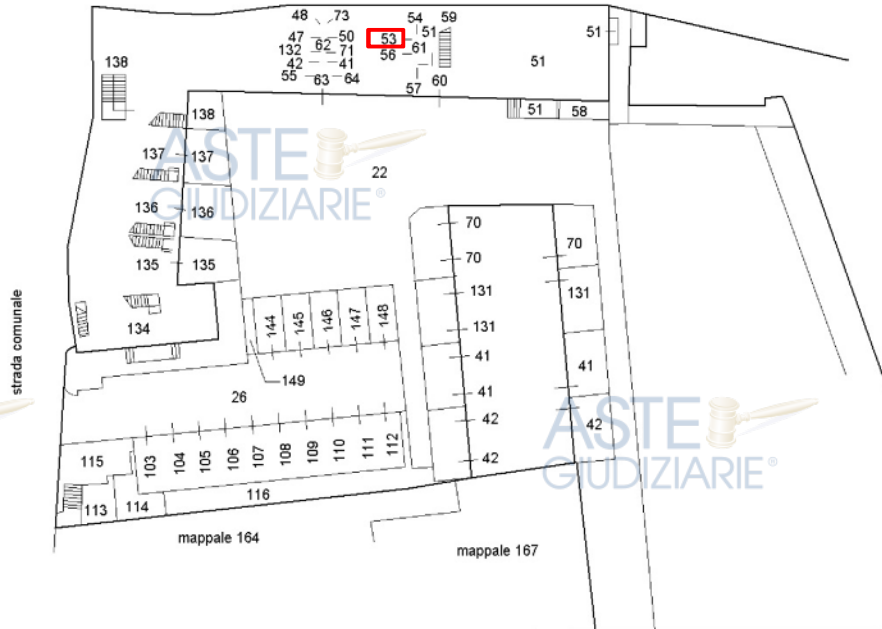 48 73 54 59
47 53 50 51 51
132 62 71 56 61
138 42 41 51
55 63 64 57 60
138 51 58
ASTE
GIUDIZIARIE®
137 137 22
136 136
70 70
135 135 70
131 131
134 144 145 146 147 148 131
strada comunale
41 41
149
26 41
42 42
ASTE
GIUDIZIARIE®
115 103 104 105 106 107 108 109 110 111 112 42
113 114 116
mappale 164
mappale 167